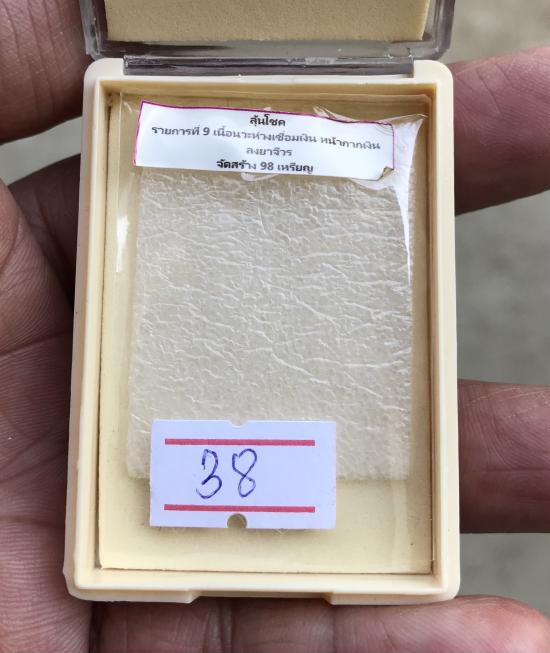 ลุ้นโชค
รายการที่ 9 เนื้อนวะห่วงเชื่อมเงิน หน้ากากเงิน
ลงยาจีวร
จัดสร้าง 98 เหรียญ
38